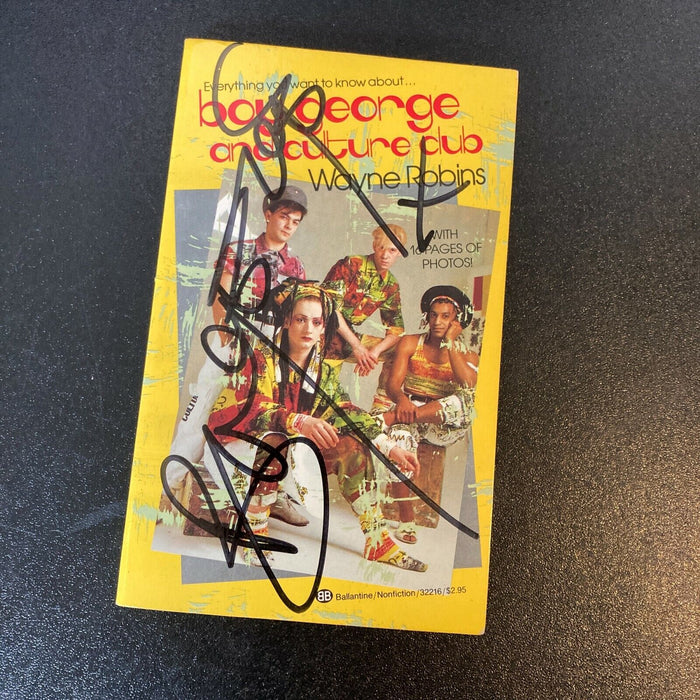 Everything you want to know about...
boy george
and culture club
Wayne Robins
WITH
16 PAGES OF
PHOTOS!
BB Ballantine/Nonfiction/32216/$2.95